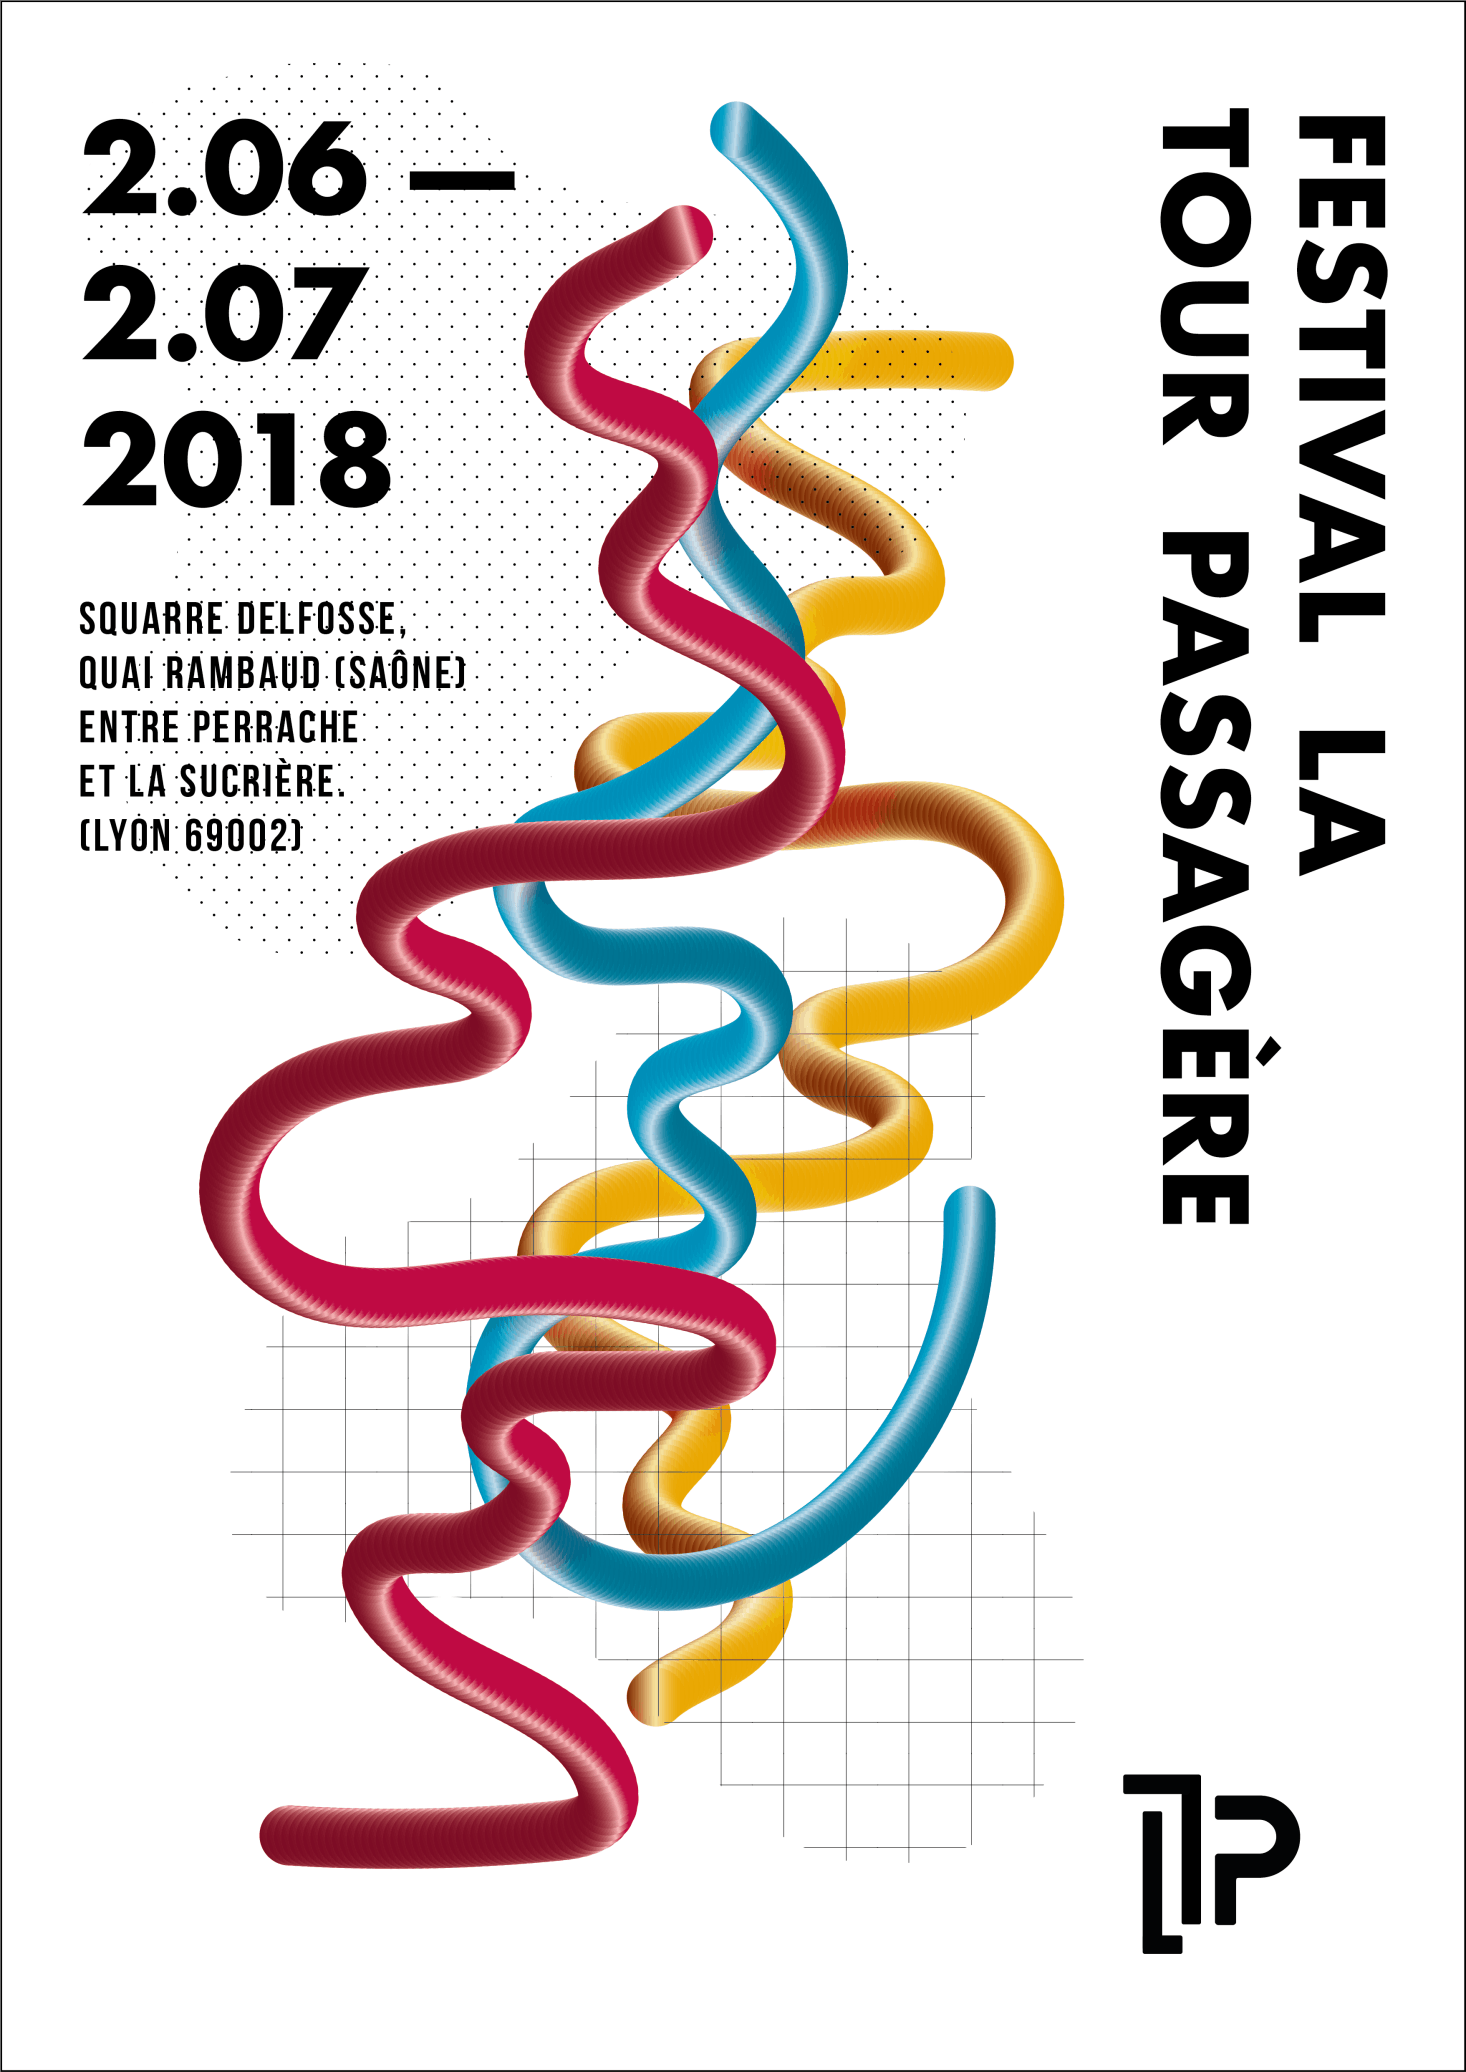 2.06 —
2.07
2018
SQUARRE DELFOSSE,
QUAI RAMBAUD (SAÔNE)
ENTRE PERRACHE
ET LA SUCRIÈRE.
(LYON 69002)
FESTIVAL LA
TOUR PASSAGÈRE
LTP